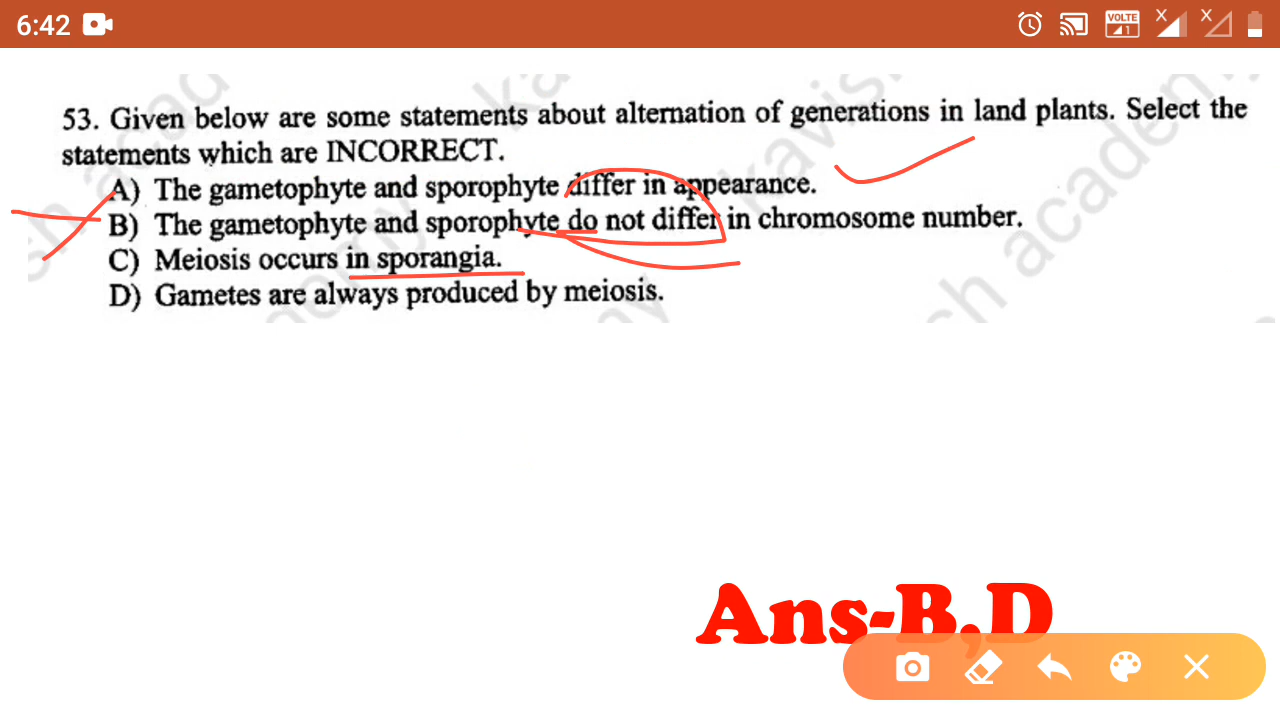 6:42
VOLTE
1
X
X
53. Given below are some statements about alternation of generations in land plants. Select the
statements which are INCORRECT.
A) The gametophyte and sporophyte differ in appearance.
B) The gametophyte and sporophyte do not differ in chromosome number.
C) Meiosis occurs in sporangia.
D) Gametes are always produced by meiosis.
Ans-B,D